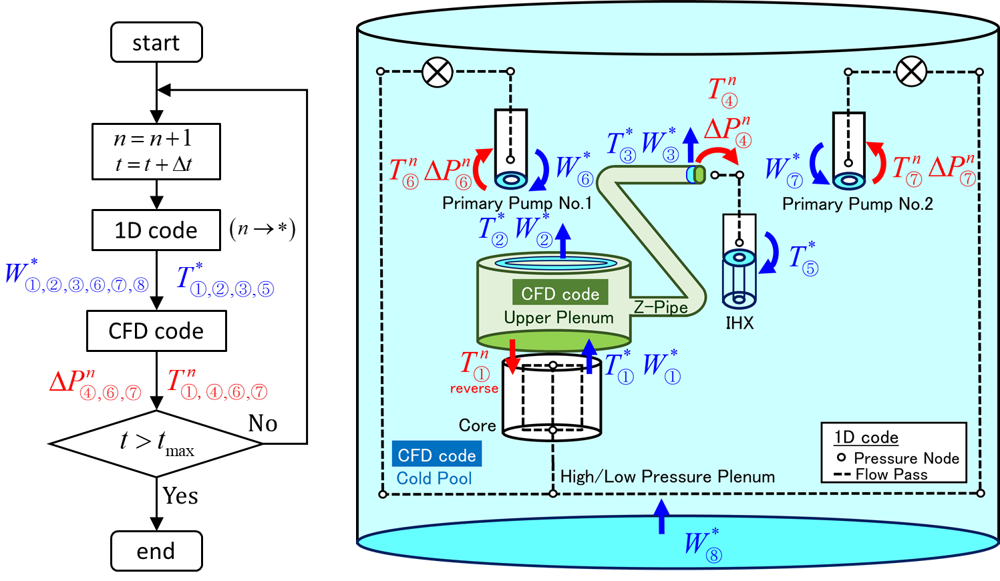 start
n = n + 1
t = t + Δt
1D code
(n → *)
W*①,②,③,⑥,⑦,⑧
T*①,②,③,⑤
CFD code
ΔPⁿ④,⑥,⑦
Tⁿ①,④,⑥,⑦
t > tmax
No
Yes
end
Tⁿ④
ΔPⁿ④
T*③ W*③
Tⁿ⑥ ΔPⁿ⑥
W*⑥
Primary Pump No.1
W*⑦
Tⁿ⑦ ΔPⁿ⑦
Primary Pump No.2
T*② W*②
T*⑤
CFD code
Upper Plenum
Z-Pipe
IHX
Tⁿ①
reverse
T*① W*①
Core
CFD code
Cold Pool
High/Low Pressure Plenum
1D code
Pressure Node
Flow Pass
W*⑧